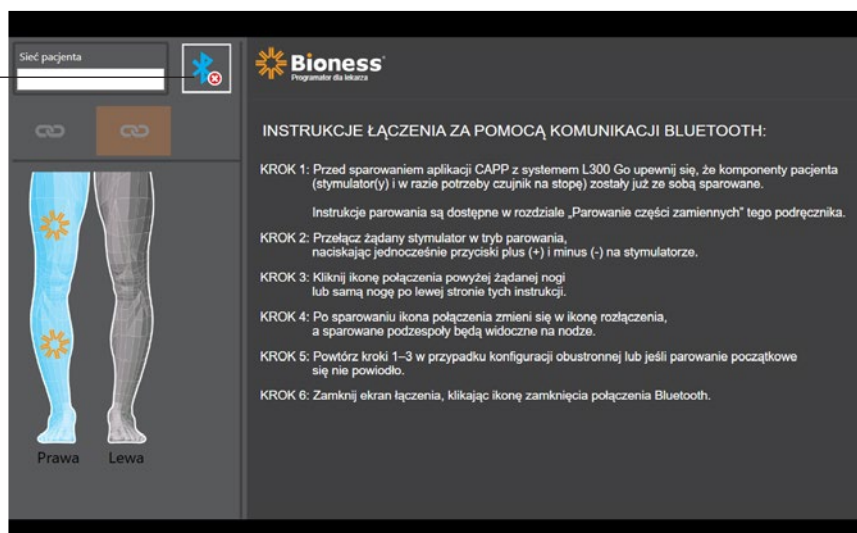 Sieć pacjenta
Bioness
Programator dla lekarza
INSTRUKCJE ŁĄCZENIA ZA POMOCĄ KOMUNIKACJI BLUETOOTH:
KROK 1: Przed sparowaniem aplikacji CAPP z systemem L300 Go upewnij się, że komponenty pacjenta
(stymulator(y) i w razie potrzeby czujnik na stopę) zostały już ze sobą sparowane.
Instrukcje parowania są dostępne w rozdziale „Parowanie części zamiennych" tego podręcznika.
KROK 2: Przełącz żądany stymulator w tryb parowania,
naciskając jednocześnie przyciski plus (+) i minus (-) na stymulatorze.
KROK 3: Kliknij ikonę połączenia powyżej żądanej nogi
lub samą nogę po lewej stronie tych instrukcji.
KROK 4: Po sparowaniu ikona połączenia zmieni się w ikonę rozłączenia,
a sparowane podzespoły będą widoczne na nodze.
KROK 5: Powtórz kroki 1–3 w przypadku konfiguracji obustronnej lub jeśli parowanie początkowe
się nie powiodło.
KROK 6: Zamknij ekran łączenia, klikając ikonę zamknięcia połączenia Bluetooth.
Prawa Lewa